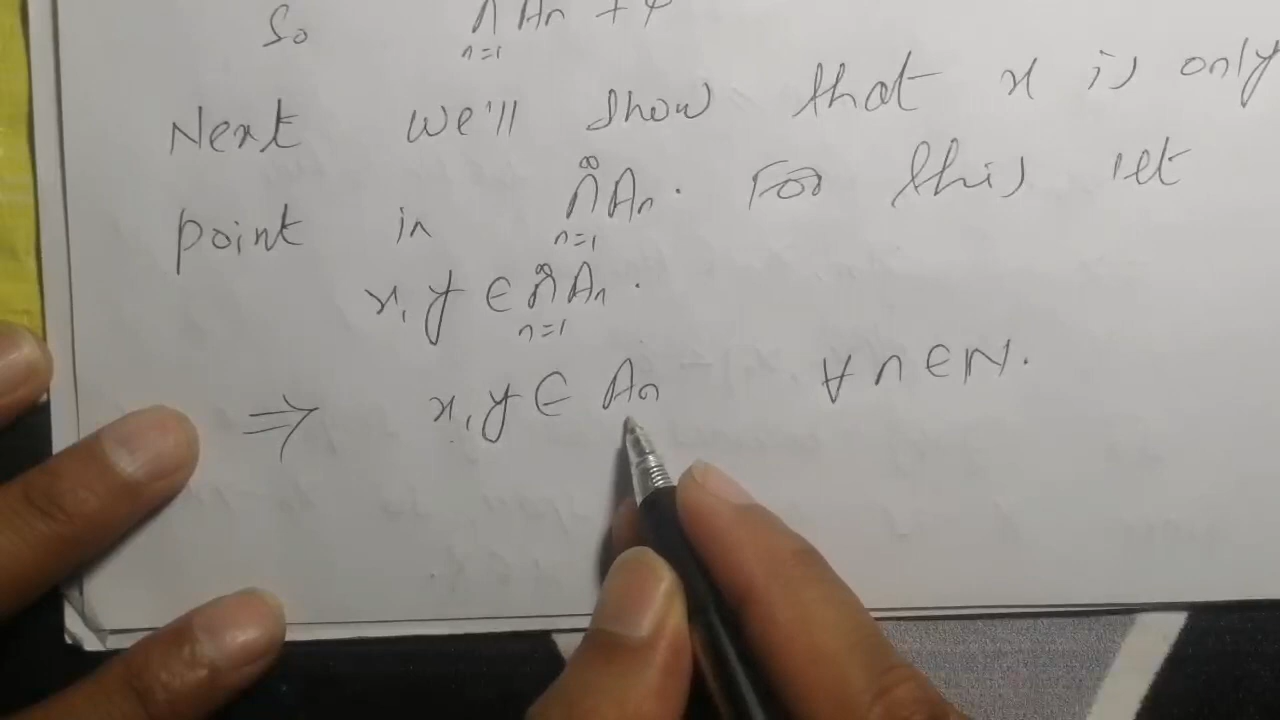 So ∩ An ≠ φ
n=1
Next we'll show that x is only
point in ∞∩n=1 An. For this let
x, y ∈ ∞∩n=1 An.
⇒ x, y ∈ An ∀ n ∈ N.